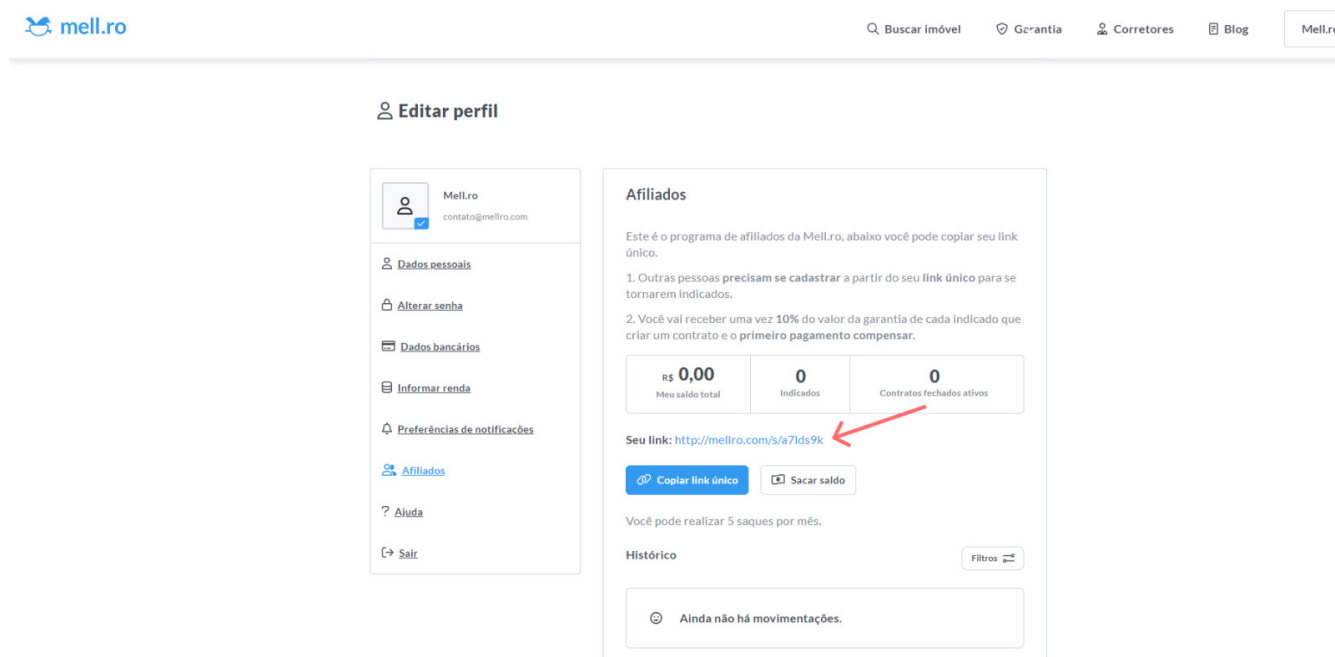 mell.ro
Buscar imóvel
Garantia
Corretores
Blog
Mell.ro
Editar perfil
Mell.ro
contato@mellro.com
Dados pessoais
Alterar senha
Dados bancários
Informar renda
Preferências de notificações
Afiliados
Ajuda
Sair
Afiliados
Este é o programa de afiliados da Mell.ro, abaixo você pode copiar seu link
único.
1. Outras pessoas precisam se cadastrar a partir do seu link único para se
tornarem indicados.
2. Você vai receber uma vez 10% do valor da garantia de cada indicado que
criar um contrato e o primeiro pagamento compensar.
R$ 0,00
Meu saldo total
0
Indicados
0
Contratos fechados ativos
Seu link: http://mellro.com/s/a7lds9k
Copiar link único
Sacar saldo
Você pode realizar 5 saques por mês.
Histórico
Filtros
Ainda não há movimentações.